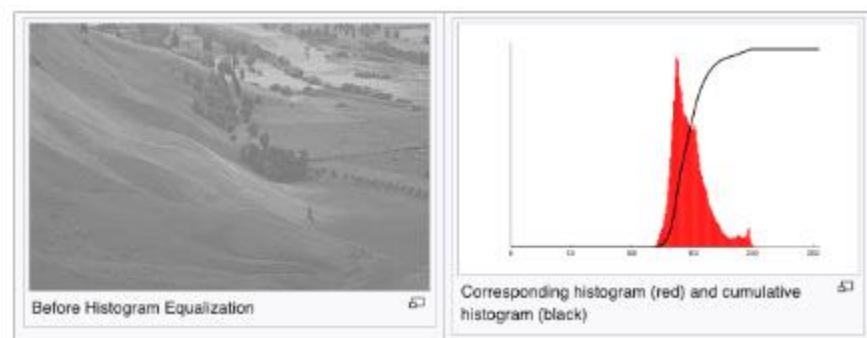 Before Histogram Equalization
Corresponding histogram (red) and cumulative
histogram (black)